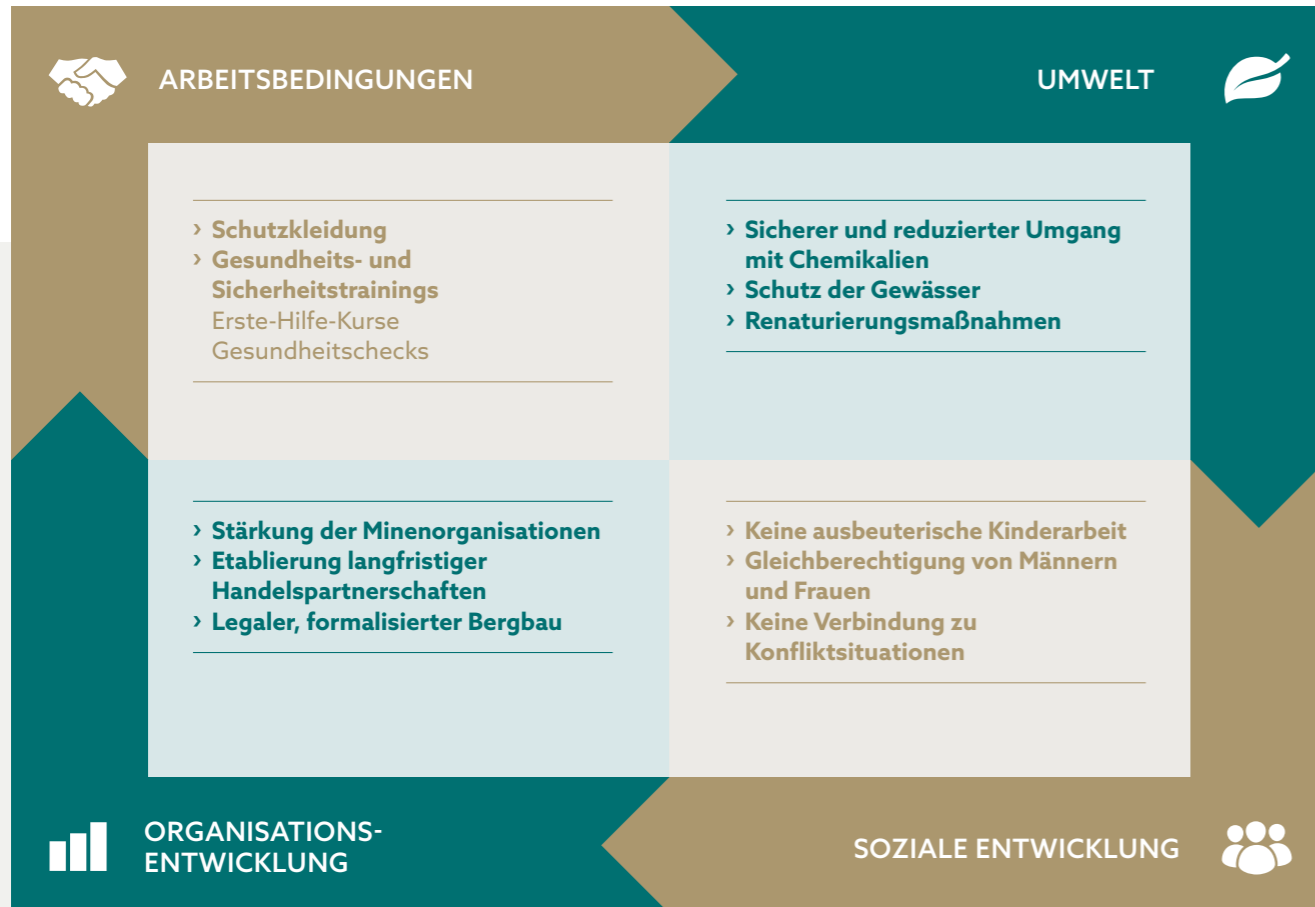 ARBEITSBEDINGUNGEN
› Schutzkleidung
› Gesundheits- und
Sicherheitstrainings
Erste-Hilfe-Kurse
Gesundheitschecks
UMWELT
› Sicherer und reduzierter Umgang
mit Chemikalien
› Schutz der Gewässer
› Renaturierungsmaßnahmen
› Stärkung der Minenorganisationen
› Etablierung langfristiger
Handelspartnerschaften
› Legaler, formalisierter Bergbau
ORGANISATIONS-
ENTWICKLUNG
› Keine ausbeuterische Kinderarbeit
› Gleichberechtigung von Männern
und Frauen
› Keine Verbindung zu
Konfliktsituationen
SOZIALE ENTWICKLUNG